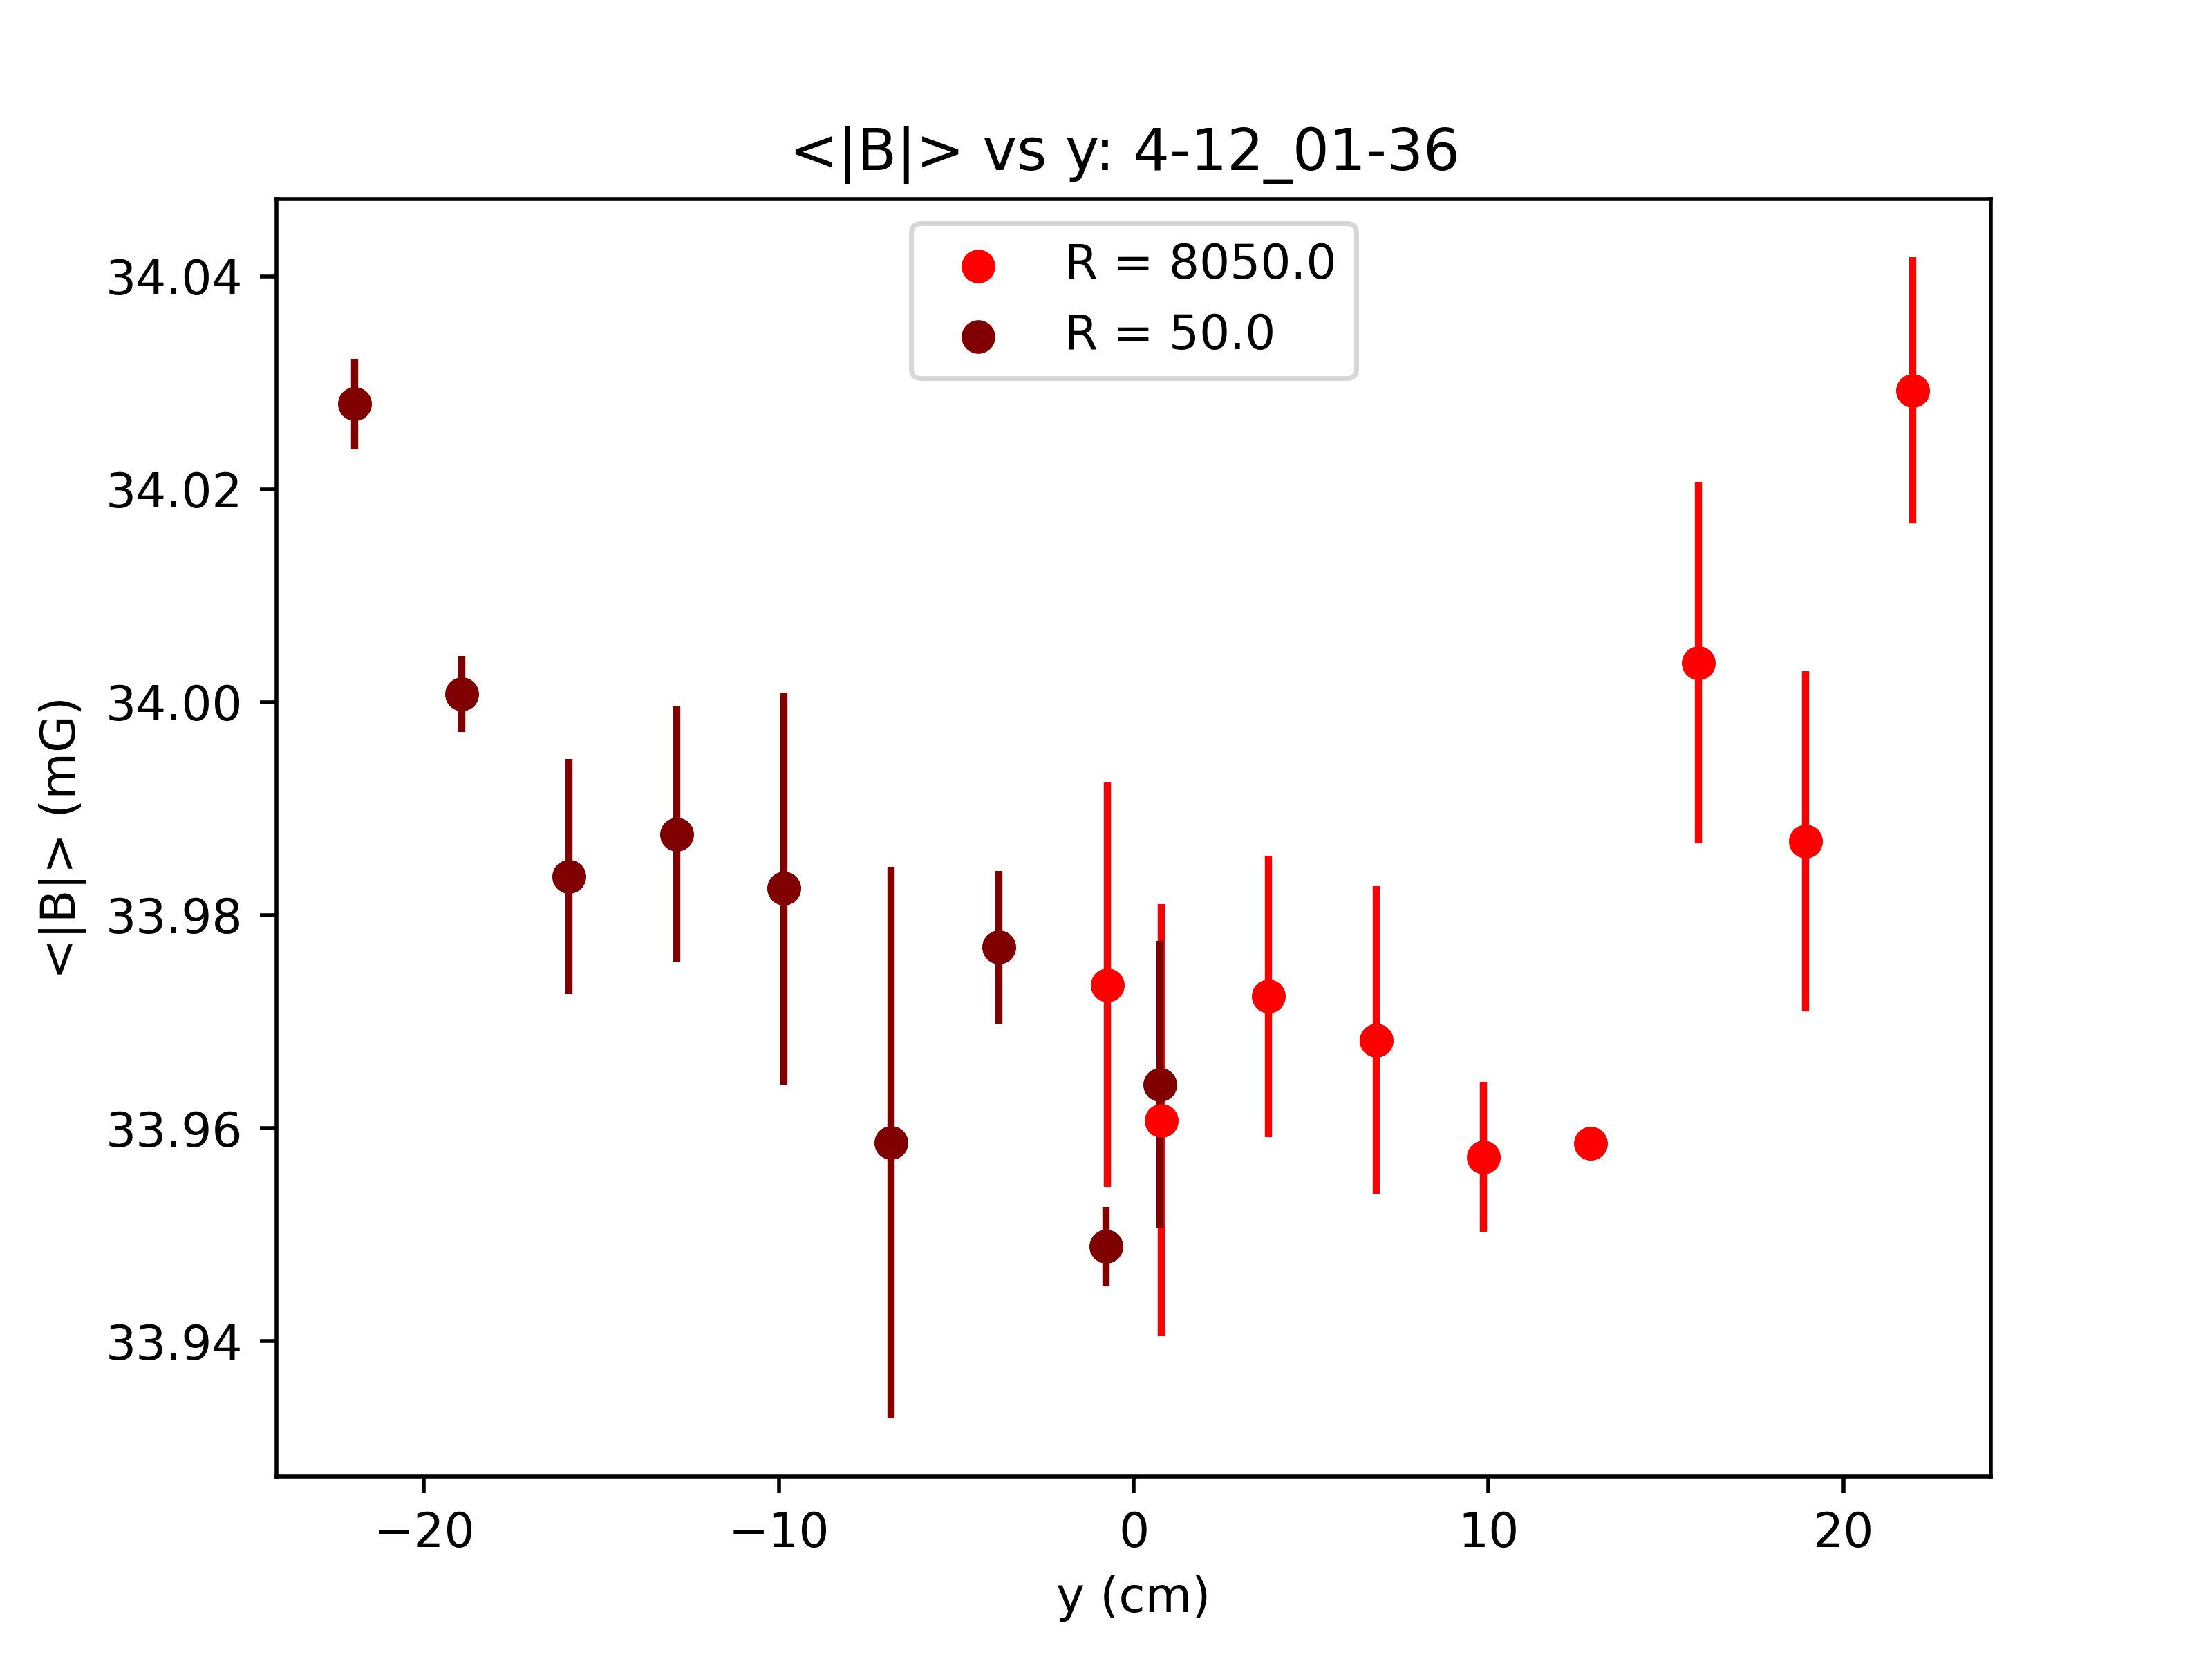 <|B|> vs y: 4-12_01-36
R = 8050.0
R = 50.0
34.04
34.02
34.00
33.98
33.96
33.94
<|B|> (mG)
−20
−10
0
10
20
y (cm)